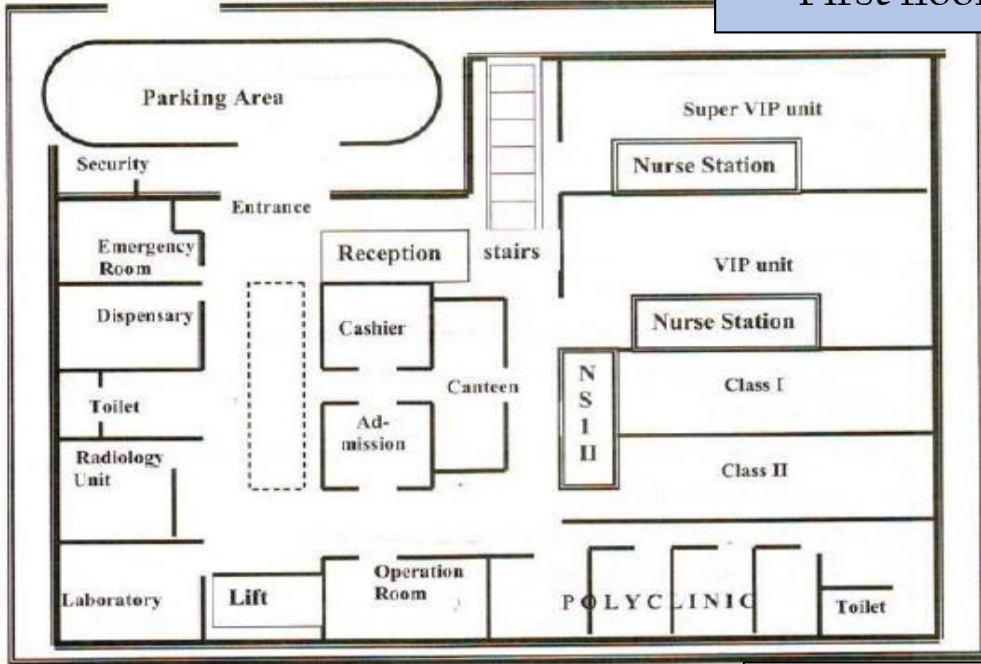 First floor
Parking Area
Super VIP unit
Security
Nurse Station
Entrance
Emergency
Room
Reception
stairs
VIP unit
Dispensary
Cashier
Nurse Station
Canteen
N
S
I
II
Class I
Toilet
Ad-
mission
Radiology
Unit
Class II
Operation
Room
Laboratory
Lift
POLYCLINIC
Toilet